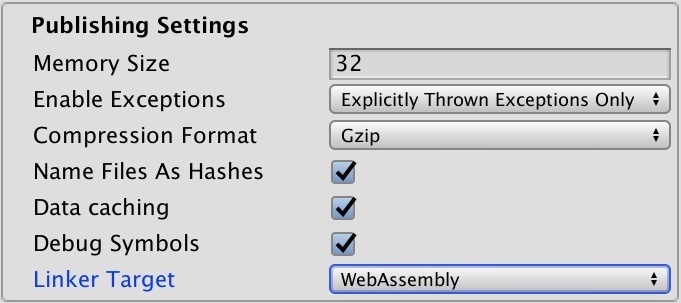 Publishing Settings
Memory Size 32
Enable Exceptions Explicitly Thrown Exceptions Only
Compression Format Gzip
Name Files As Hashes
Data caching
Debug Symbols
Linker Target WebAssembly